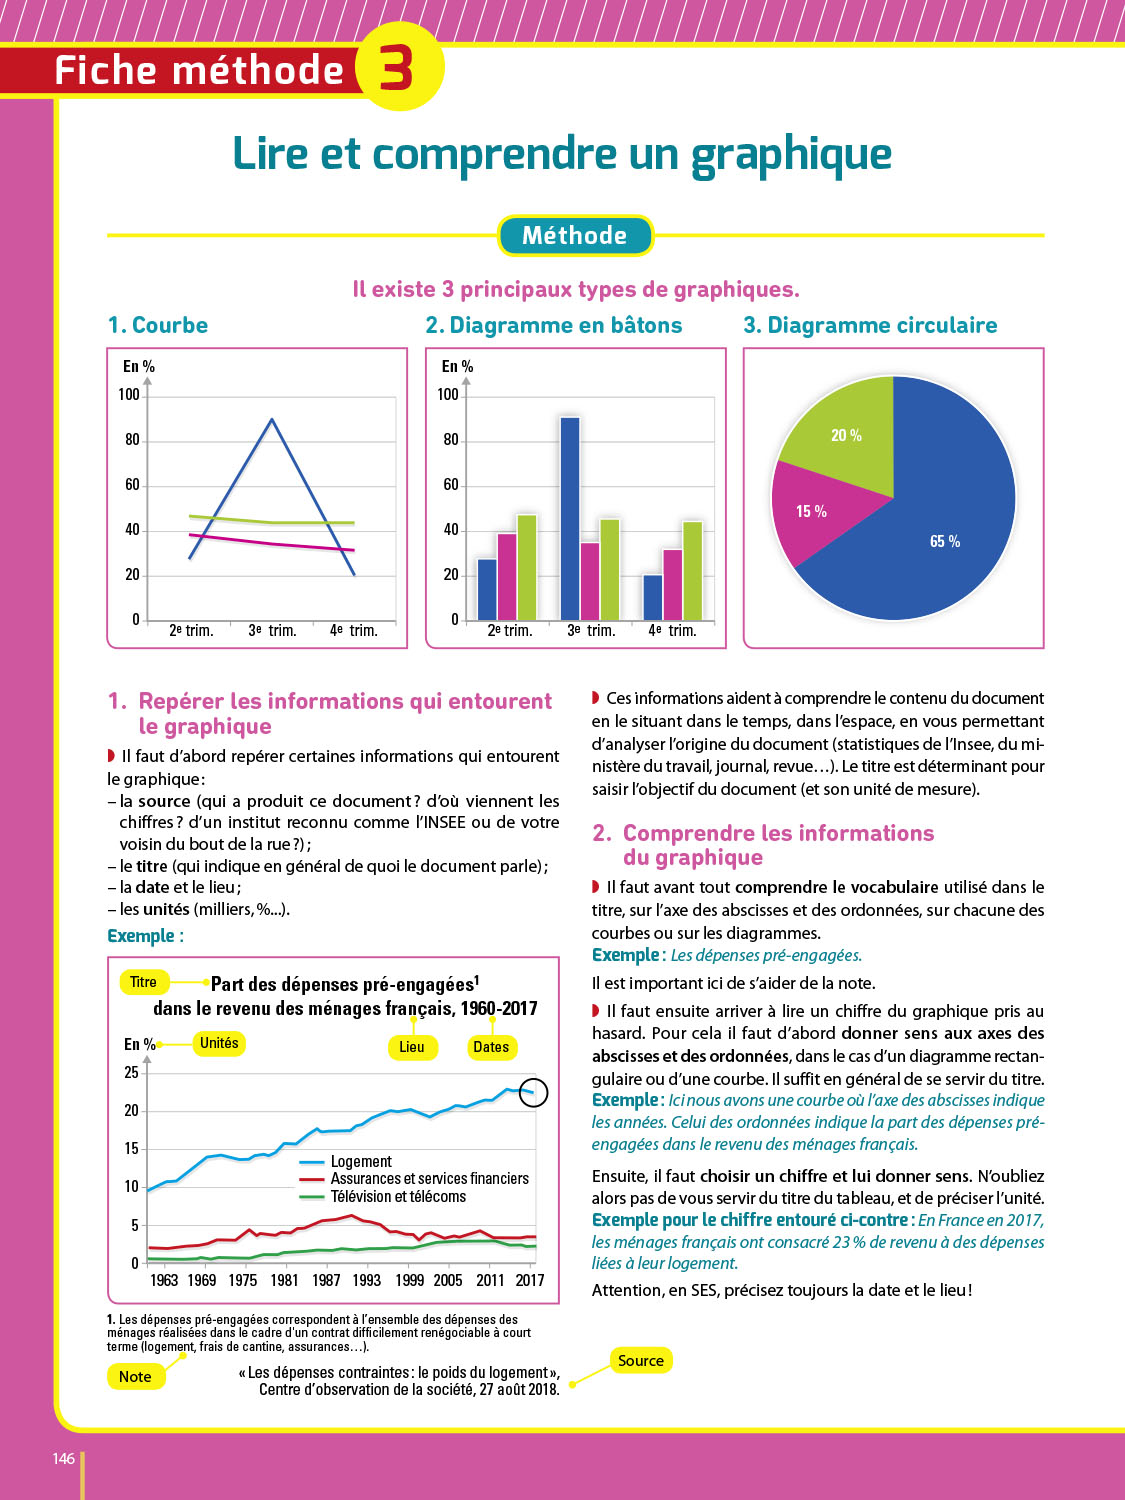 Fiche méthode 3
Lire et comprendre un graphique
Méthode
Il existe 3 principaux types de graphiques.
1. Courbe
En %
100
80
60
40
20
0
2e trim. 3e trim. 4e trim.
2. Diagramme en bâtons
En %
100
80
60
40
20
0
2e trim. 3e trim. 4e trim.
3. Diagramme circulaire
20 %
15 %
65 %
1. Repérer les informations qui entourent
le graphique
Il faut d’abord repérer certaines informations qui entourent
le graphique :
– la source (qui a produit ce document ? d’où viennent les
chiffres ? d’un institut reconnu comme l’INSEE ou de votre
voisin du bout de la rue ?) ;
– le titre (qui indique en général de quoi le document parle) ;
– la date et le lieu ;
– les unités (milliers, %...).
Exemple :
Titre
Part des dépenses pré-engagées1
dans le revenu des ménages français, 1960-2017
En %
Unités
Lieu
Dates
25
20
15
10
5
0
Logement
Assurances et services financiers
Télévision et télécoms
1963 1969 1975 1981 1987 1993 1999 2005 2011 2017
1. Les dépenses pré-engagées correspondent à l’ensemble des dépenses des
ménages réalisées dans le cadre d'un contrat difficilement renégociable à court
terme (logement, frais de cantine, assurances…).
Note
« Les dépenses contraintes : le poids du logement »,
Centre d’observation de la société, 27 août 2018.
Source
Ces informations aident à comprendre le contenu du document
en le situant dans le temps, dans l’espace, en vous permettant
d’analyser l’origine du document (statistiques de l’Insee, du mi-
nistère du travail, journal, revue…). Le titre est déterminant pour
saisir l’objectif du document (et son unité de mesure).
2. Comprendre les informations
du graphique
Il faut avant tout comprendre le vocabulaire utilisé dans le
titre, sur l’axe des abscisses et des ordonnées, sur chacune des
courbes ou sur les diagrammes.
Exemple : Les dépenses pré-engagées.
Il est important ici de s’aider de la note.
Il faut ensuite arriver à lire un chiffre du graphique pris au
hasard. Pour cela il faut d’abord donner sens aux axes des
abscisses et des ordonnées, dans le cas d’un diagramme rectan-
gulaire ou d’une courbe. Il suffit en général de se servir du titre.
Exemple : Ici nous avons une courbe où l’axe des abscisses indique
les années. Celui des ordonnées indique la part des dépenses pré-
engagées dans le revenu des ménages français.
Ensuite, il faut choisir un chiffre et lui donner sens. N’oubliez
alors pas de vous servir du titre du tableau, et de préciser l’unité.
Exemple pour le chiffre entouré ci-contre : En France en 2017,
les ménages français ont consacré 23 % de revenu à des dépenses
liées à leur logement.
Attention, en SES, précisez toujours la date et le lieu !
146